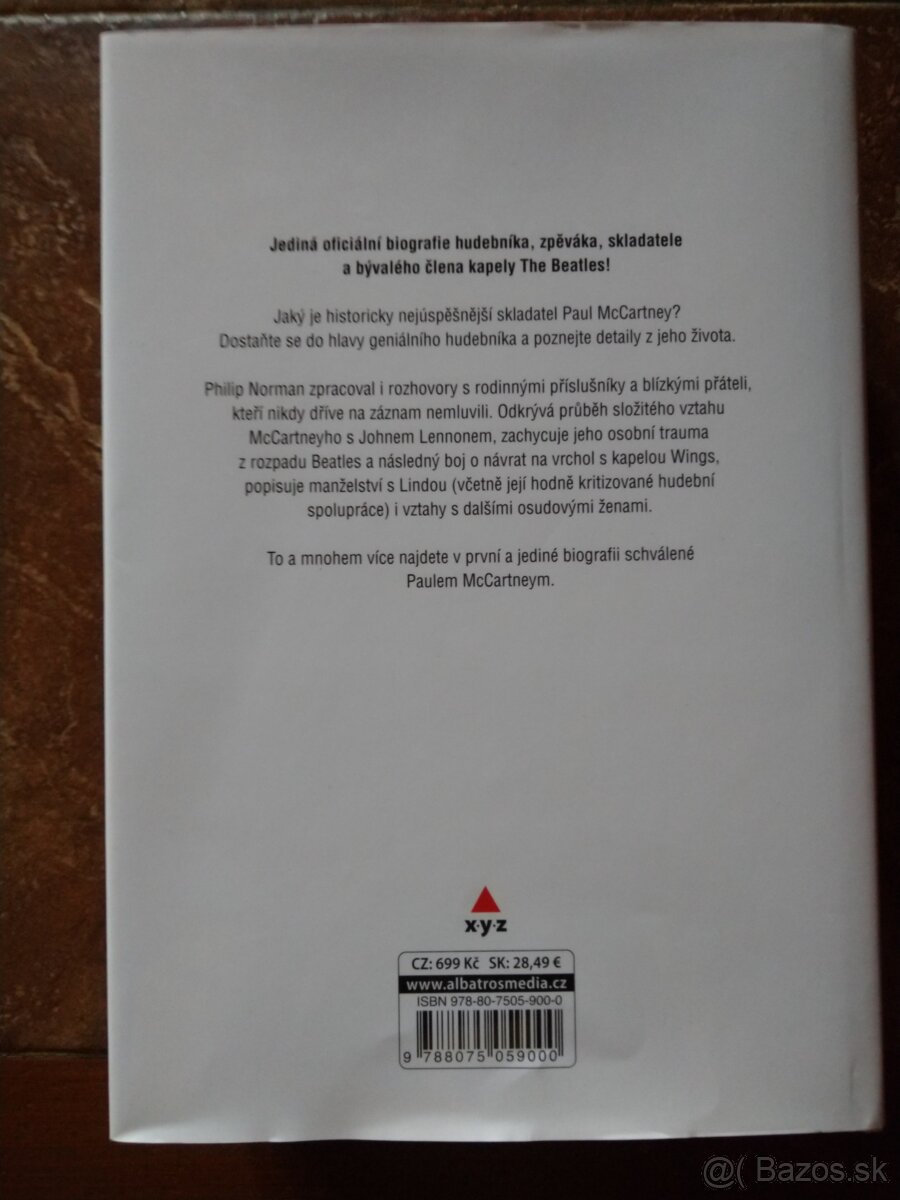 Jediná oficiální biografie hudebníka, zpěváka, skladatele
a bývalého člena kapely The Beatles!
Jaký je historicky nejúspěšnější skladatel Paul McCartney?
Dostaňte se do hlavy geniálního hudebníka a poznejte detaily z jeho života.
Philip Norman zpracoval i rozhovory s rodinnými příslušníky a blízkými přáteli,
kteří nikdy dříve na záznam nemluvili. Odkrývá průběh složitého vztahu
McCartneyho s Johnem Lennonem, zachycuje jeho osobní trauma
z rozpadu Beatles a následný boj o návrat na vrchol s kapelou Wings,
popisuje manželství s Lindou (včetně její hodně kritizované hudební
spolupráce) i vztahy s dalšími osudovými ženami.
To a mnohem více najdete v první a jediné biografii schválené
Paulem McCartneym.
x·y·z
CZ: 699 Kč SK: 28,49 €
www.albatrosmedia.cz
ISBN 978-80-7505-900-0
9 788075 059000
@( Bazos.sk